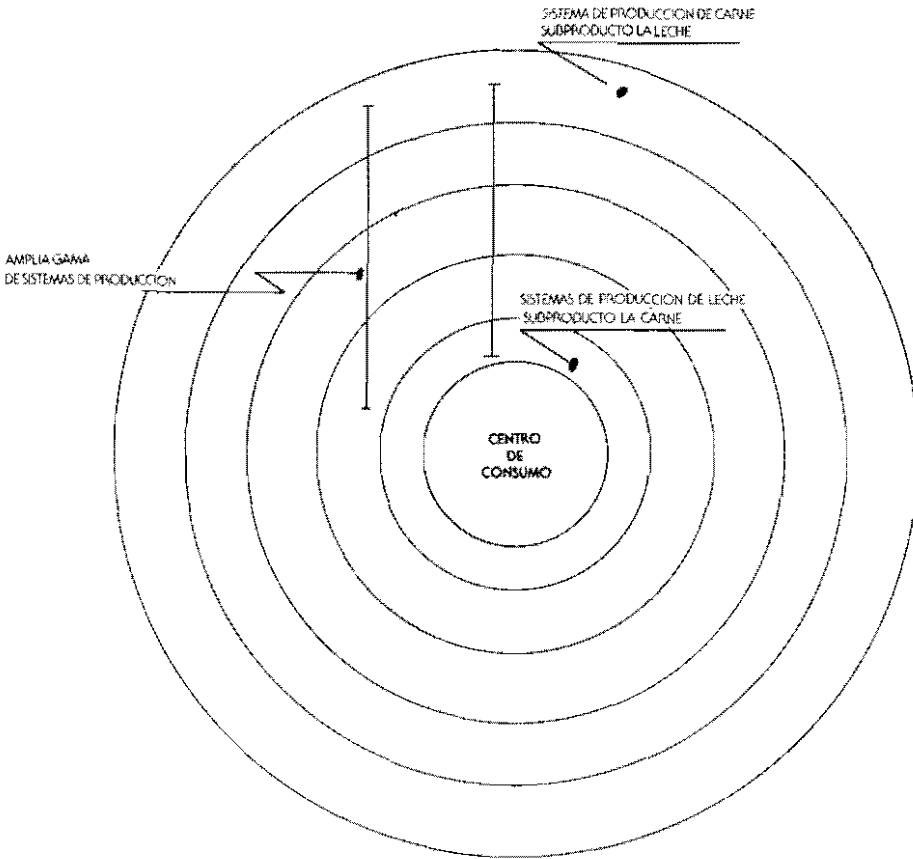 SISTEMA DE PRODUCCION DE CARNE
SUBPRODUCTO LA LECHE
AMPLIA GAMA
DE SISTEMAS DE PRODUCCION
SISTEMAS DE PRODUCCION DE LECHE
SUBPRODUCTO LA CARNE
CENTRO
DE
CONSUMO